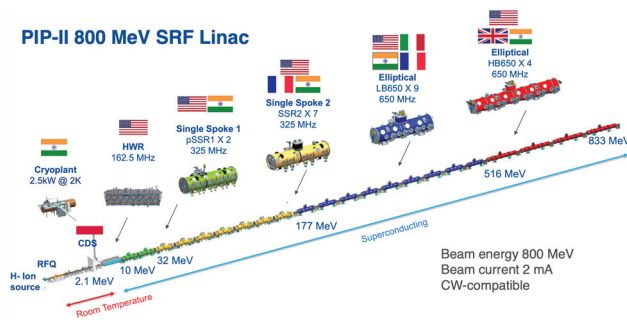 PIP-II 800 MeV SRF Linac
Elliptical
HB650 X 4
650 MHz
Elliptical
LB650 X 9
650 MHz
Single Spoke 2
SSR2 X 7
325 MHz
Single Spoke 1
pSSR1 X 2
325 MHz
HWR
162.5 MHz
Cryoplant
2.5kW @ 2K
CDS
RFQ
H- Ion
source
2.1 MeV
10 MeV
32 MeV
177 MeV
516 MeV
833 MeV
Room Temperature
Superconducting
Beam energy 800 MeV
Beam current 2 mA
CW-compatible